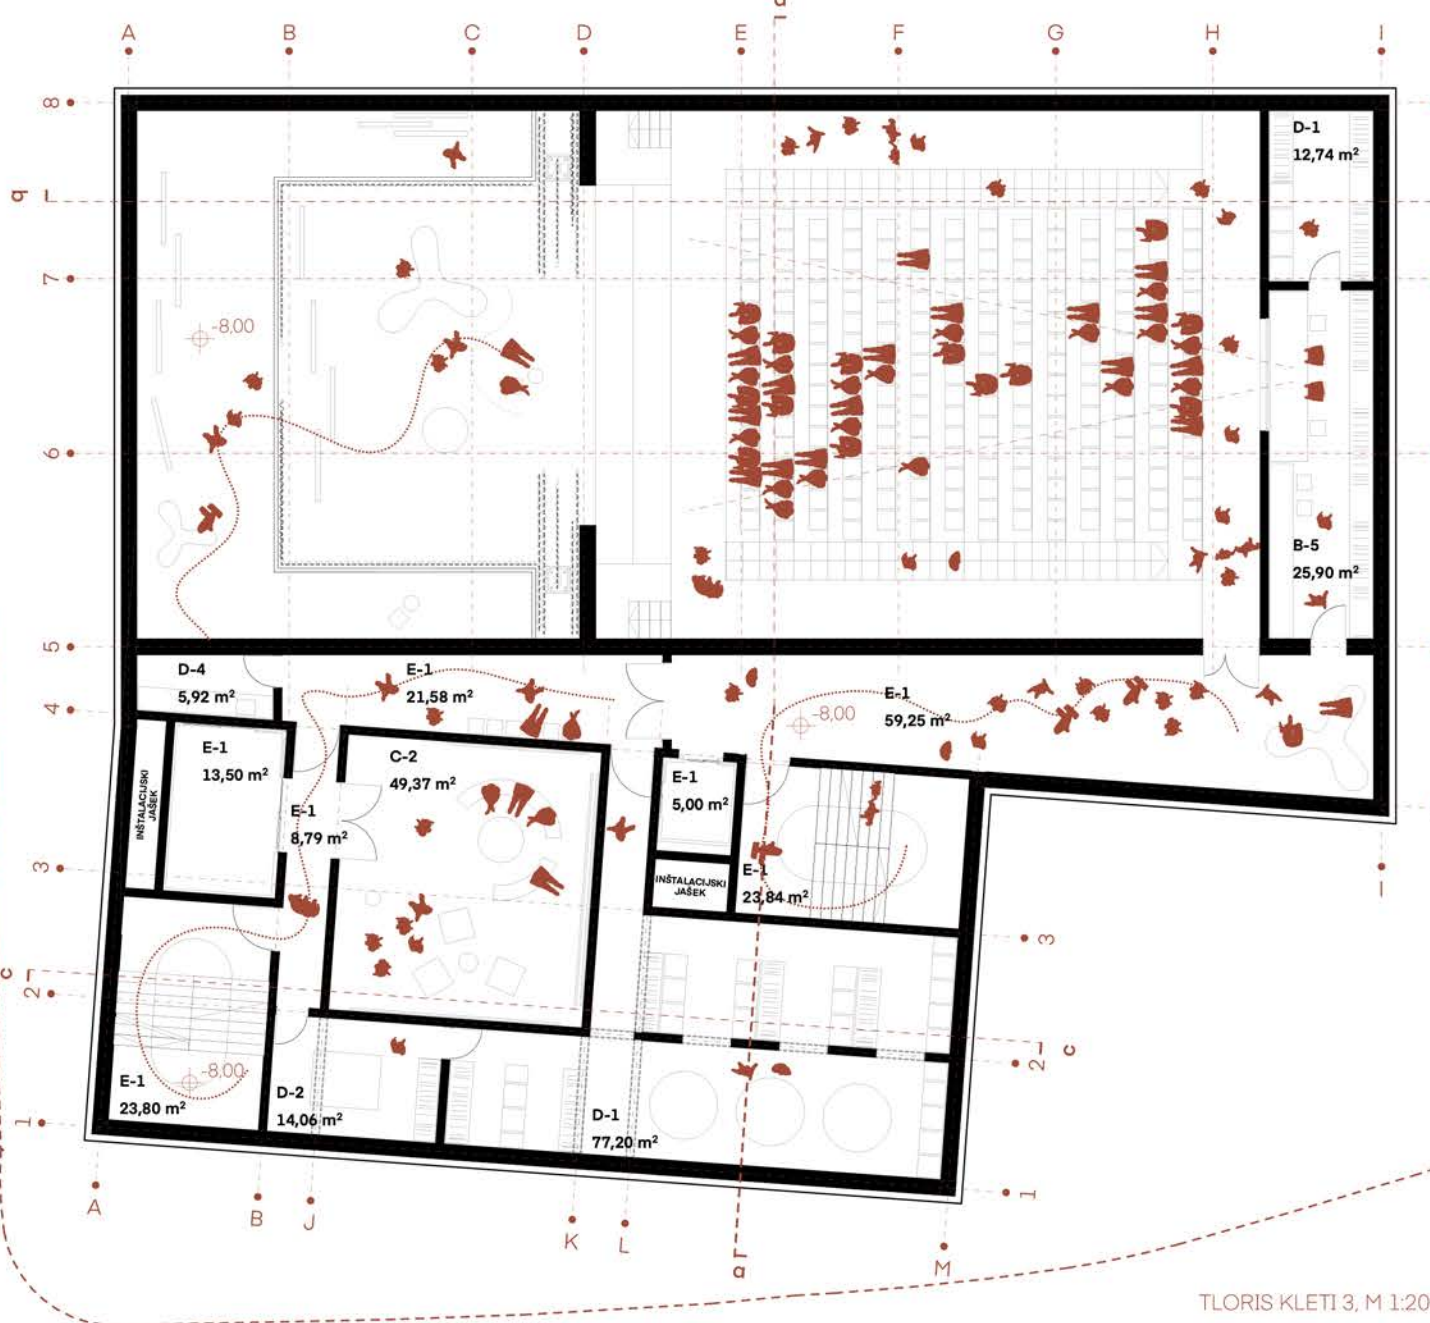 a
A B C D E F G H I
8
D-1
12,74 m²
b
7
-8.00
6
B-5
25,90 m²
5
D-4
5,92 m²
E-1
21,58 m²
4
-8,00
E-1
59,25 m²
E-1
13,50 m²
C-2
49,37 m²
E-1
5,00 m²
INŠTALACIJSKI
JAŠEK
E-1
8,79 m²
3
INŠTALACIJSKI
JAŠEK
E-1
23,84 m²
I
3
c
2
c
2
-8,00
E-1
23,80 m²
D-2
14,06 m²
D-1
77,20 m²
1
1
A B J K L M
a
TLORIS KLETI 3, M 1:20